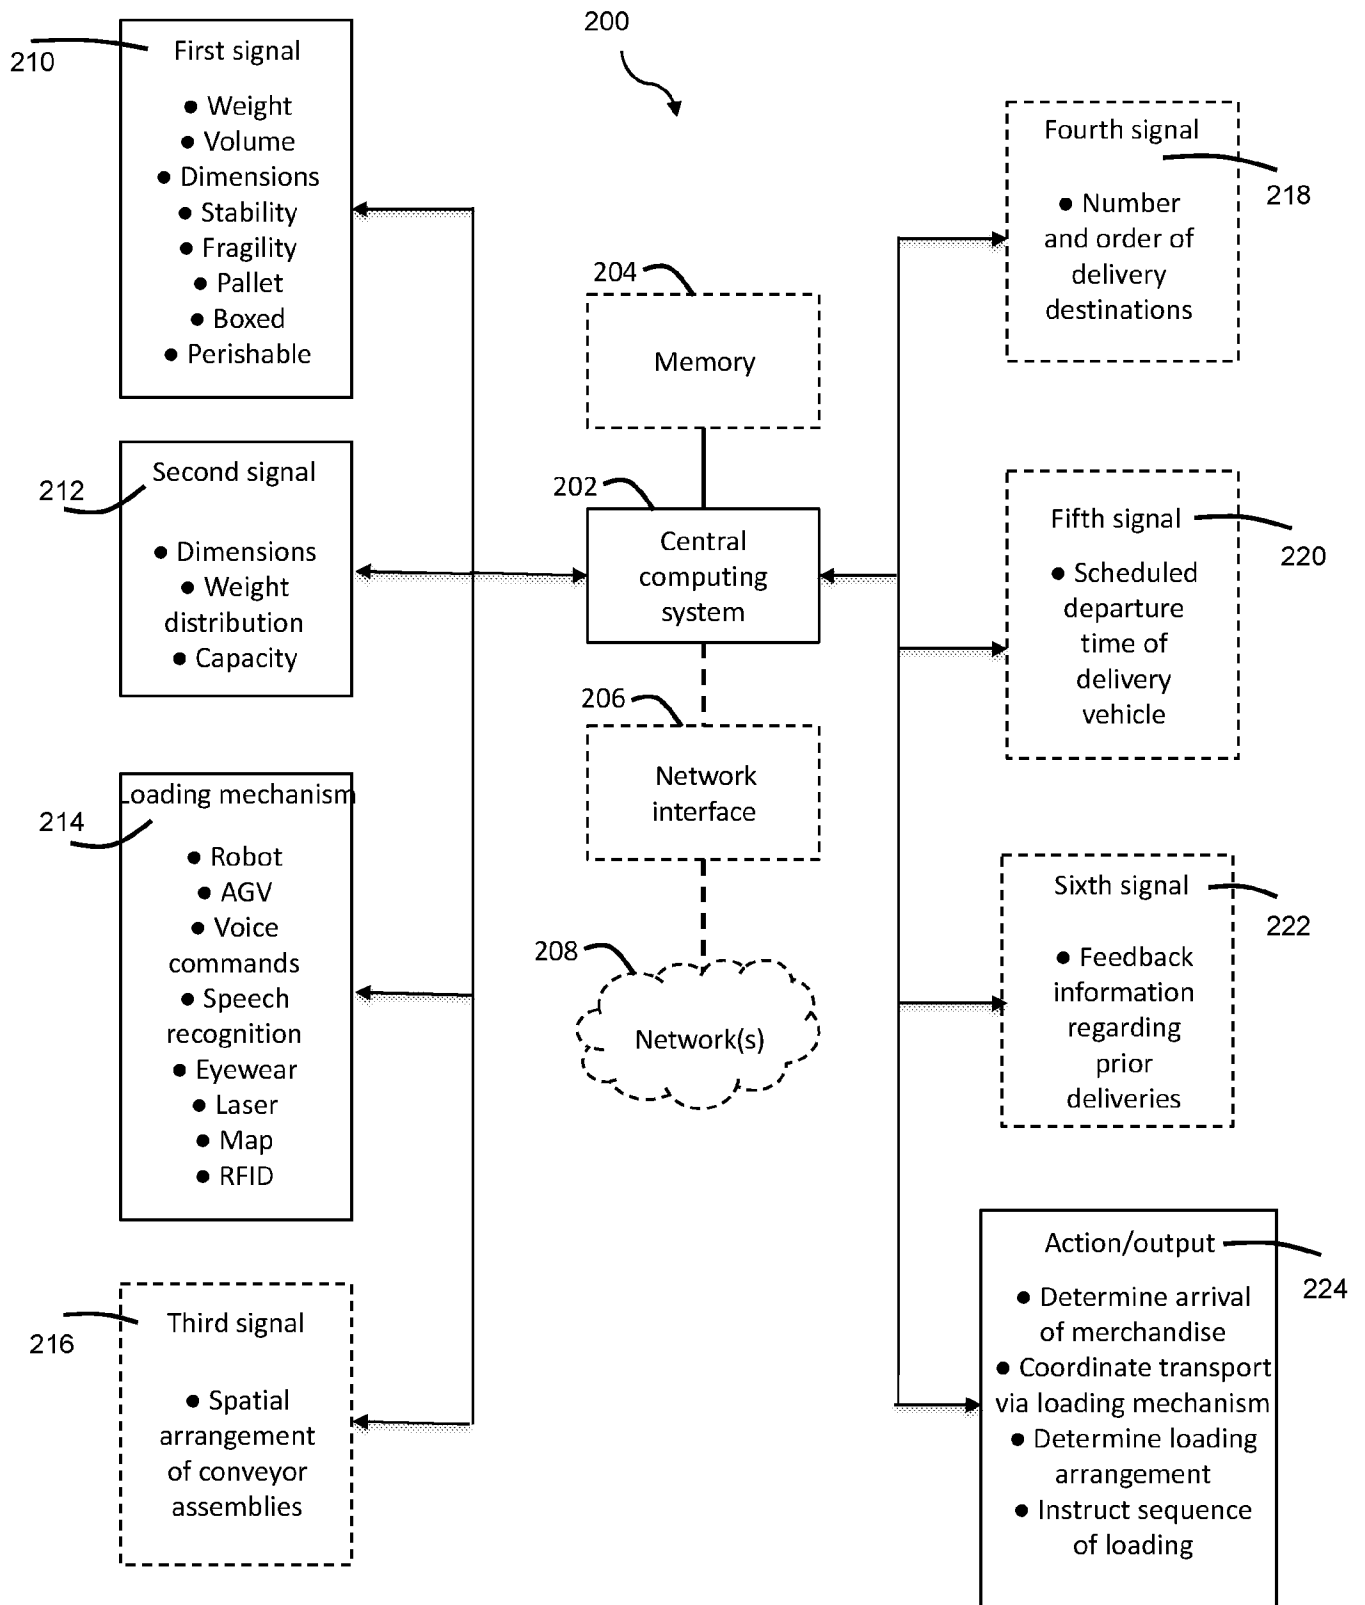 200
210
First signal
● Weight
● Volume
● Dimensions
● Stability
● Fragility
● Pallet
● Boxed
● Perishable
212
Second signal
● Dimensions
● Weight
distribution
● Capacity
214
Loading mechanism
● Robot
● AGV
● Voice
commands
● Speech
recognition
● Eyewear
● Laser
● Map
● RFID
216
Third signal
● Spatial
arrangement
of conveyor
assemblies
204
Memory
202
Central
computing
system
206
Network
interface
208
Network(s)
Fourth signal
218
● Number
and order of
delivery
destinations
Fifth signal
220
● Scheduled
departure
time of
delivery
vehicle
Sixth signal
222
● Feedback
information
regarding
prior
deliveries
Action/output
224
● Determine arrival
of merchandise
● Coordinate transport
via loading mechanism
● Determine loading
arrangement
● Instruct sequence
of loading